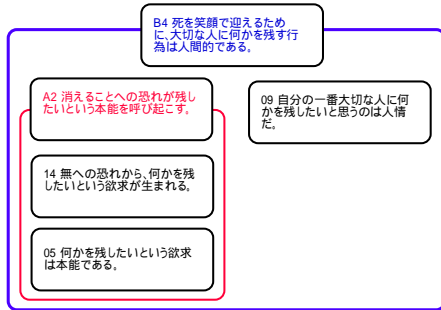 B4 死を笑顔で迎えるため
に、大切な人に何かを残す行
為は人間的である。
A2 消えることへの恐れが残し
たいという本能を呼び起こす。
09 自分の一番大切な人に何
かを残したいと思うのは人情
だ。
14 無への恐れから、何かを残
したいという欲求が生まれる。
05 何かを残したいという欲求
は本能である。